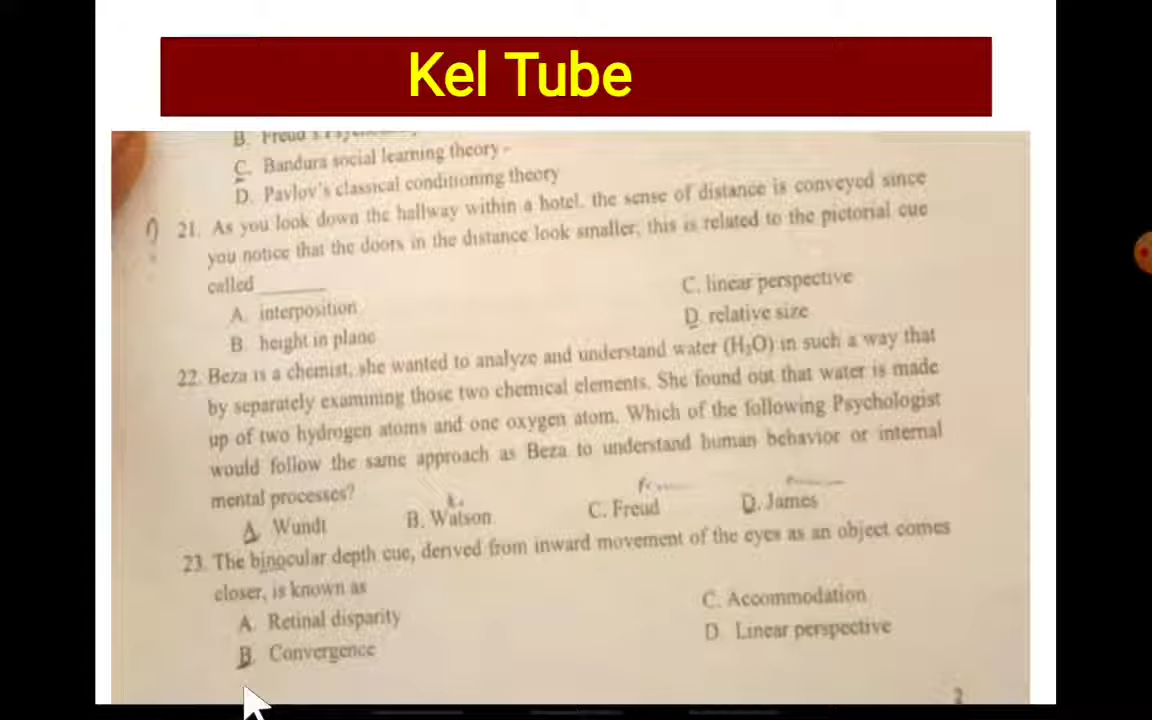 Kel Tube
B. Freud's
C. Bandura social learning theory -
D. Pavlov's classical conditioning theory
21. As you look down the hallway within a hotel, the sense of distance is conveyed since
you notice that the doors in the distance look smaller, this is related to the pictorial cue
called ______
A. interposition
B. height in plane
C. linear perspective
D. relative size
22. Beza is a chemist, she wanted to analyze and understand water (H₂O) in such a way that
by separately examining those two chemical elements. She found out that water is made
up of two hydrogen atoms and one oxygen atom. Which of the following Psychologist
would follow the same approach as Beza to understand human behavior or internal
mental processes?
A. Wundt B. Watson C. Freud D. James
23. The binocular depth cue, derived from inward movement of the eyes as an object comes
closer, is known as
A. Retinal disparity
B. Convergence
C. Accommodation
D. Linear perspective
2